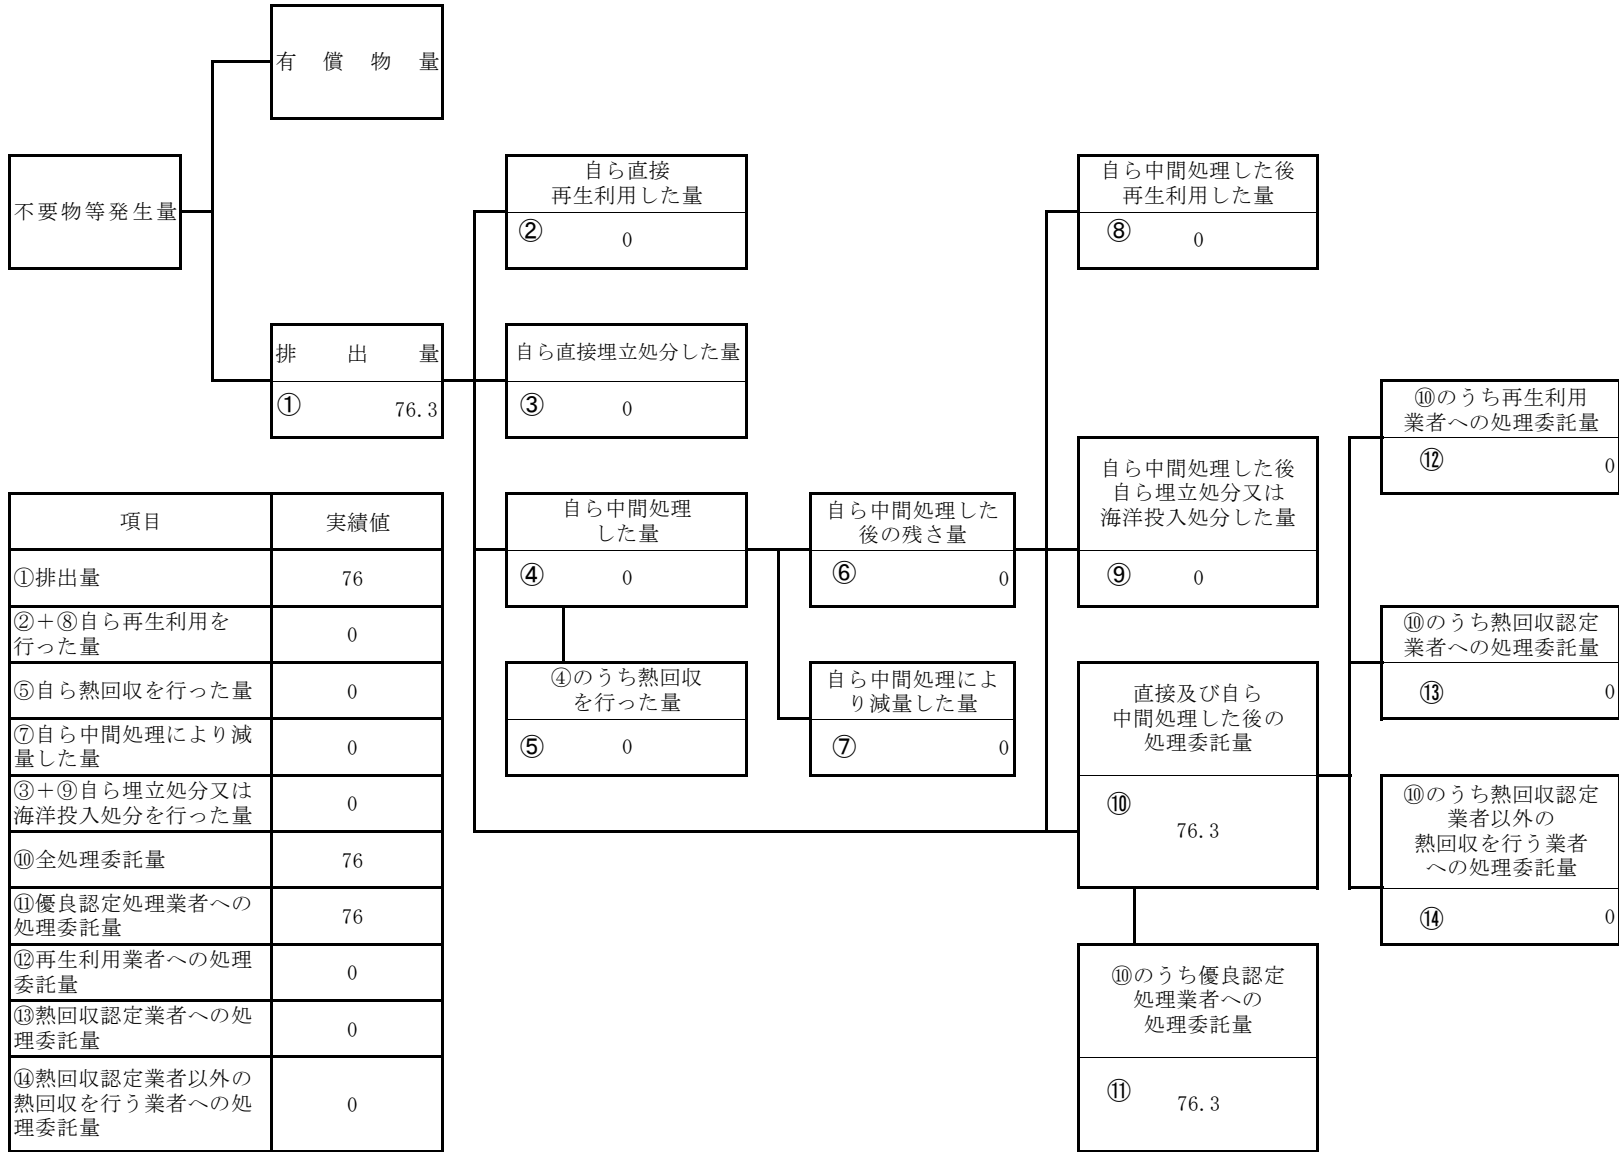 有償物量
不要物等発生量
排出量
① 76.3
自ら直接
再生利用した量
② 0
自ら直接埋立処分した量
③ 0
自ら中間処理
した量
④ 0
④のうち熱回収
を行った量
⑤ 0
自ら中間処理した
後の残さ量
⑥ 0
自ら中間処理によ
り減量した量
⑦ 0
自ら中間処理した後
再生利用した量
⑧ 0
自ら中間処理した後
自ら埋立処分又は
海洋投入処分した量
⑨ 0
直接及び自ら
中間処理した後の
処理委託量
⑩
76.3
⑩のうち優良認定
処理業者への
処理委託量
⑪
76.3
⑩のうち再生利用
業者への処理委託量
⑫ 0
⑩のうち熱回収認定
業者への処理委託量
⑬ 0
⑩のうち熱回収認定
業者以外の
熱回収を行う業者
への処理委託量
⑭ 0
項目 実績値
①排出量 76
②＋⑧自ら再生利用を
行った量 0
⑤自ら熱回収を行った量 0
⑦自ら中間処理により減
量した量 0
③＋⑨自ら埋立処分又は
海洋投入処分を行った量 0
⑩全処理委託量 76
⑪優良認定処理業者への
処理委託量 76
⑫再生利用業者への処理
委託量 0
⑬熱回収認定業者への処
理委託量 0
⑭熱回収認定業者以外の
熱回収を行う業者への処
理委託量 0